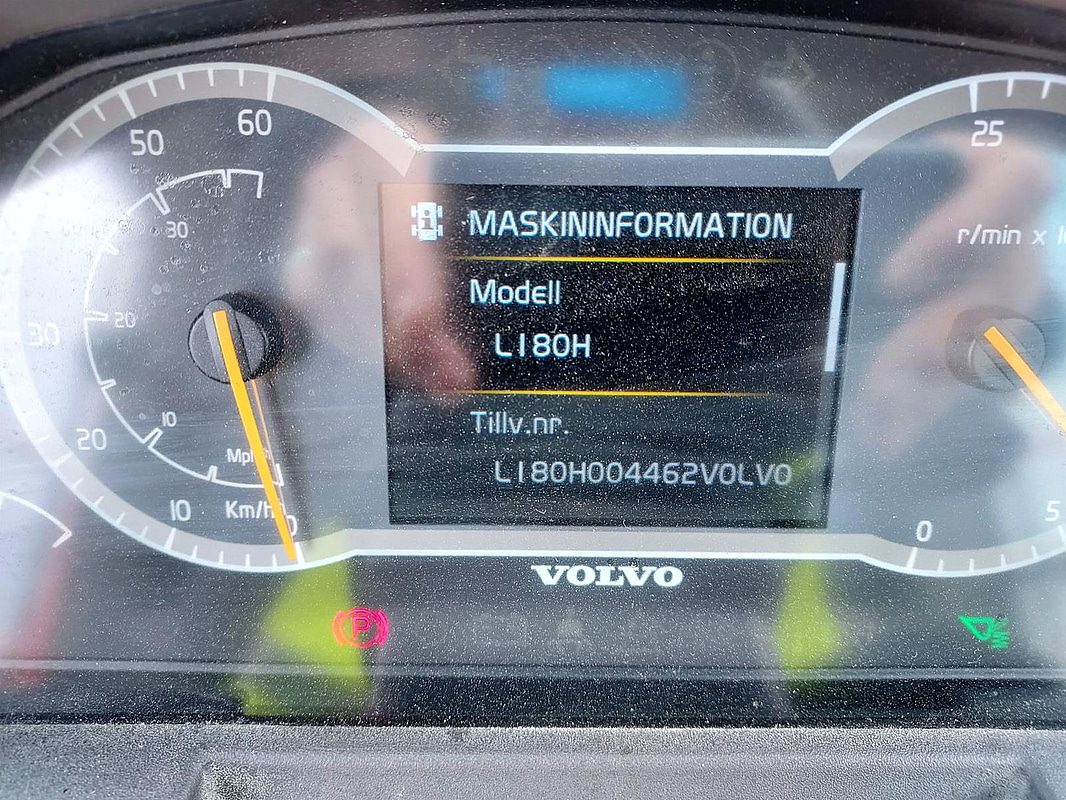 MASKININFORMATION
Modell
L180H
Tillv.nr.
L180H004462VOLVO
60
50
30
20
10
Km/h
0
30
20
10
Mph
25
r/min x
0
5
VOLVO
P